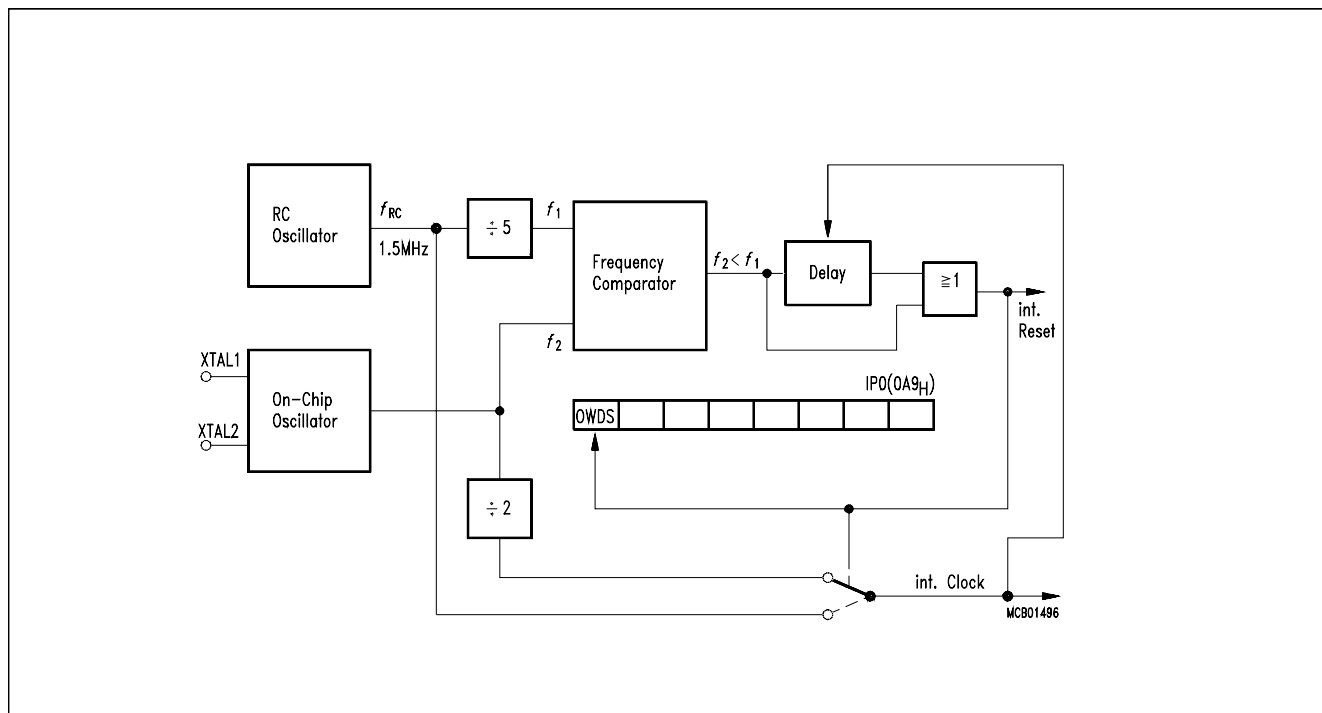 RC
Oscillator
fRC
1.5MHz
÷ 5
f1
Frequency
Comparator
f2 < f1
Delay
≧1
int.
Reset
f2
XTAL1
XTAL2
On-Chip
Oscillator
IP0(0A9H)
OWDS
÷ 2
int. Clock
MCB01496